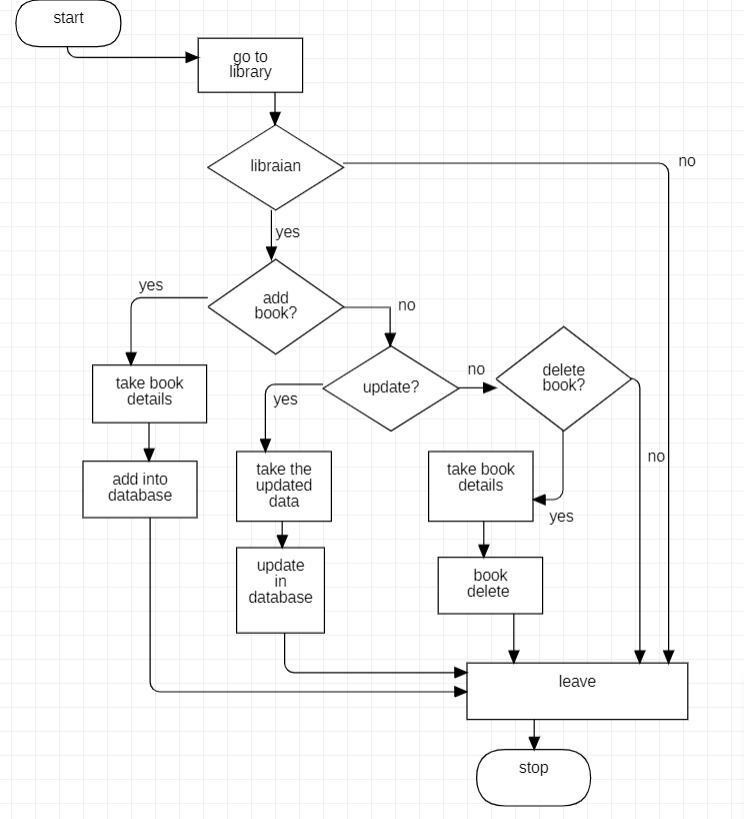 start
go to
library
libraian
no
yes
add
book?
yes
no
update?
no
delete
book?
yes
take book
details
add into
database
take the
updated
data
take book
details
no
yes
update
in
database
book
delete
leave
stop